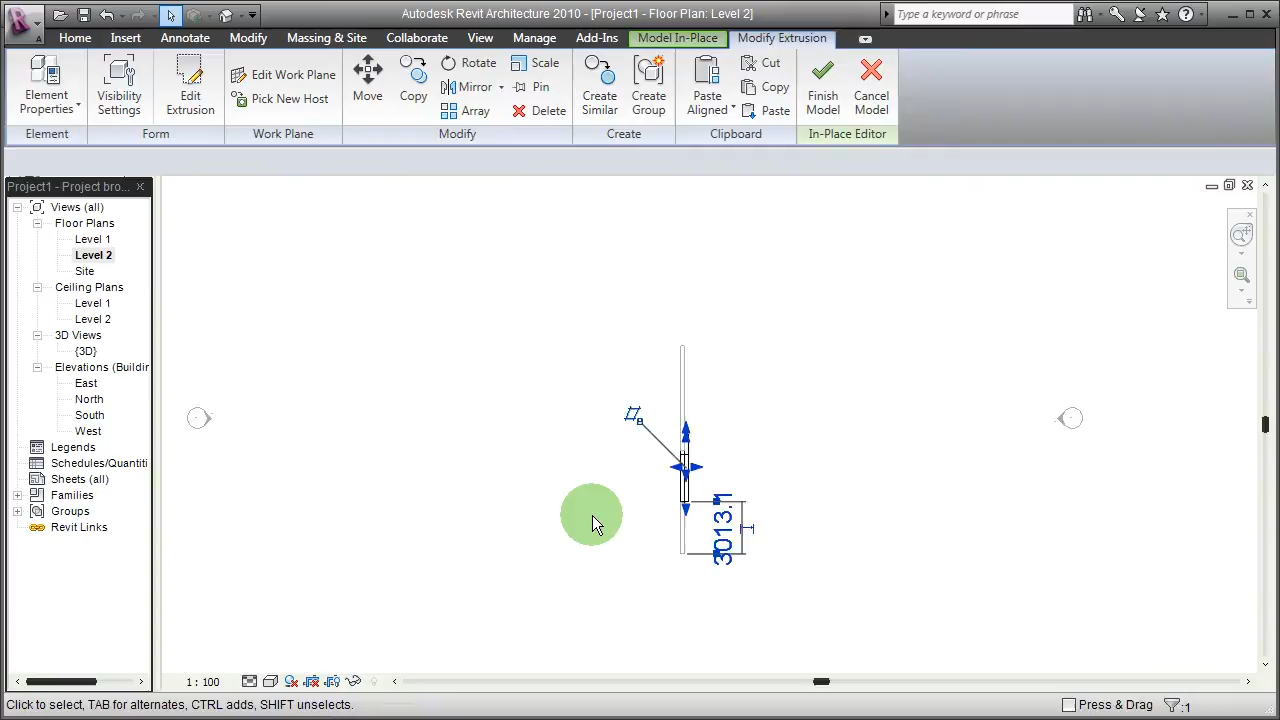 Autodesk Revit Architecture 2010 - [Project1 - Floor Plan: Level 2]
Type a keyword or phrase
Home Insert Annotate Modify Massing & Site Collaborate View Manage Add-Ins Model In-Place Modify Extrusion
Element Properties
Visibility Settings
Edit Extrusion
Edit Work Plane
Pick New Host
Move
Copy
Rotate
Scale
Mirror
Pin
Array
Delete
Create Similar
Create Group
Paste Aligned
Cut
Copy
Paste
Finish Model
Cancel Model
Element Form Work Plane Modify Create Clipboard In-Place Editor
Project1 - Project bro...
Views (all)
Floor Plans
Level 1
Level 2
Site
Ceiling Plans
Level 1
Level 2
3D Views
{3D}
Elevations (Buildir
East
North
South
West
Legends
Schedules/Quantiti
Sheets (all)
Families
Groups
Revit Links
3013.1
1 : 100
Click to select, TAB for alternates, CTRL adds, SHIFT unselects.
Press & Drag
:1